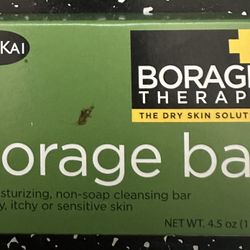 KAI
BORAGE
THERAP
THE DRY SKIN SOLUT
orage ba
sturizing, non-soap cleansing bar
y, itchy or sensitive skin
NET WT. 4.5 oz (1